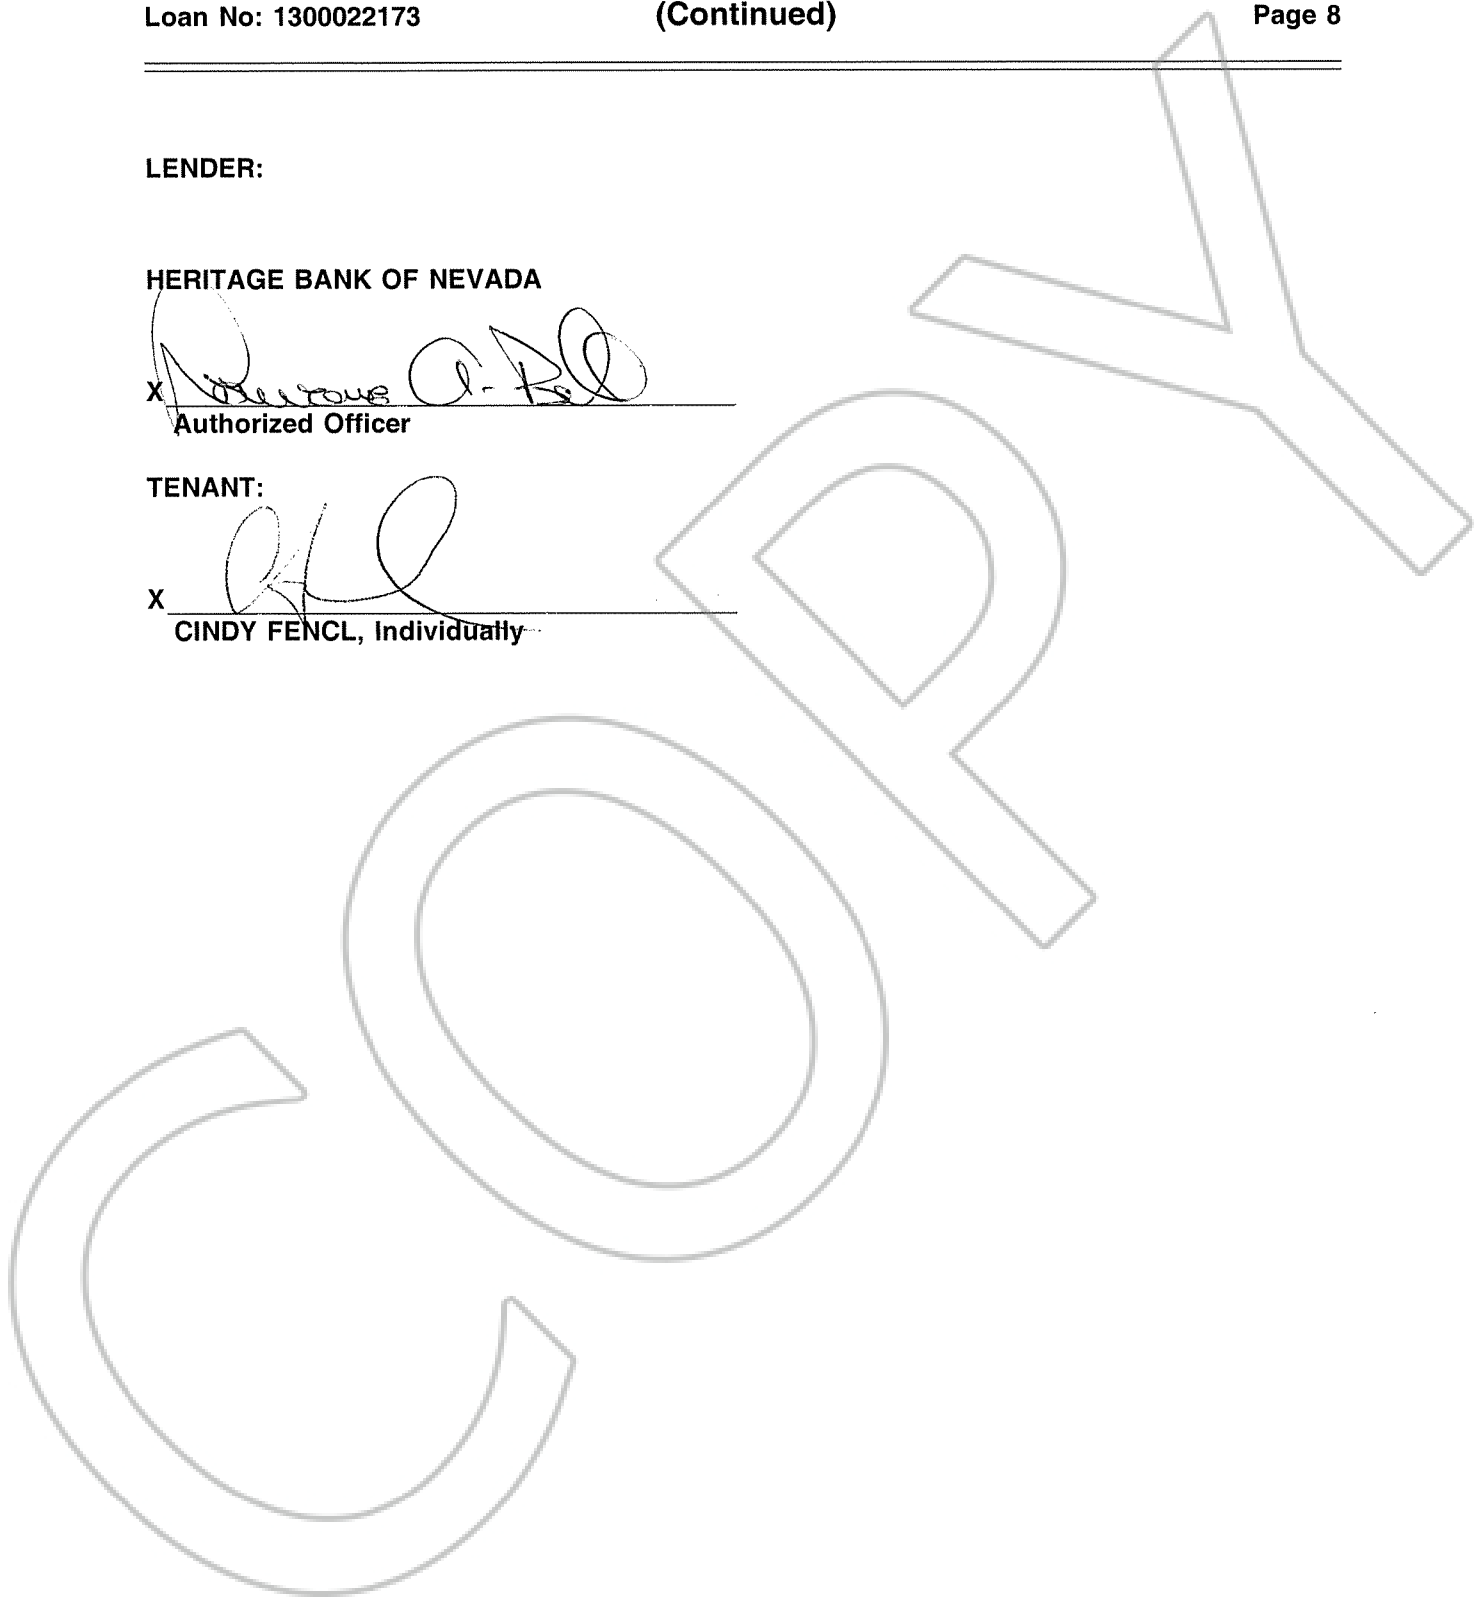 Loan No: 1300022173 (Continued) Page 8
LENDER:
HERITAGE BANK OF NEVADA
X
Authorized Officer
TENANT:
X
CINDY FENCL, Individually
COPY